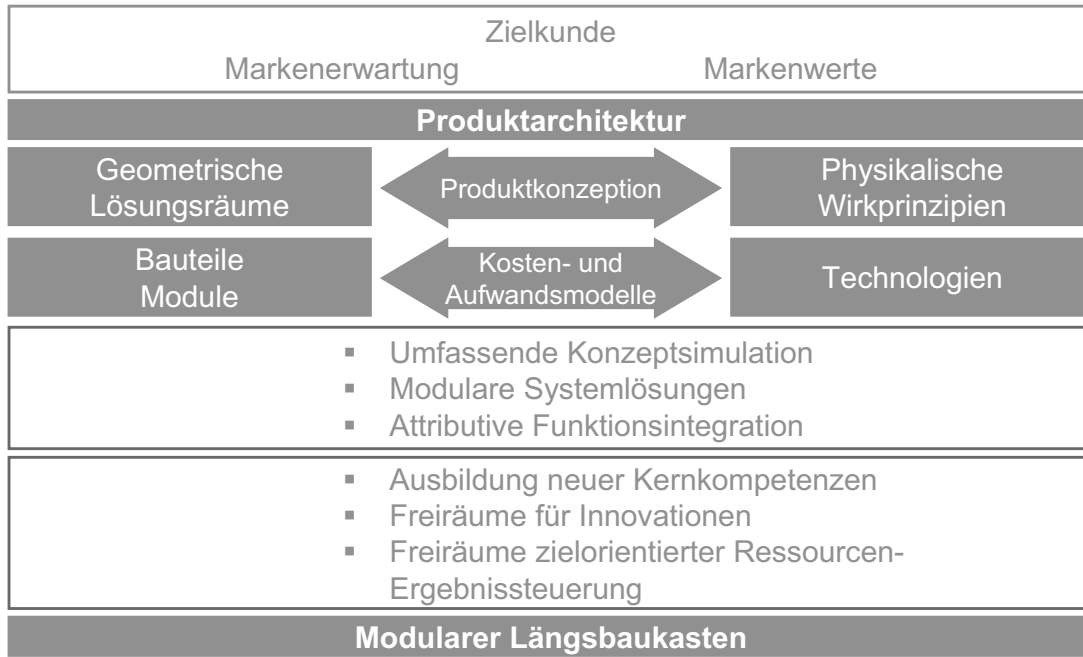 Zielkunde
Markenerwartung Markenwerte
Produktarchitektur
Geometrische
Lösungsräume
Produktkonzeption
Physikalische
Wirkprinzipien
Bauteile
Module
Kosten- und
Aufwandsmodelle
Technologien
▪ Umfassende Konzeptsimulation
▪ Modulare Systemlösungen
▪ Attributive Funktionsintegration
▪ Ausbildung neuer Kernkompetenzen
▪ Freiräume für Innovationen
▪ Freiräume zielorientierter Ressourcen-
Ergebnissteuerung
Modularer Längsbaukasten